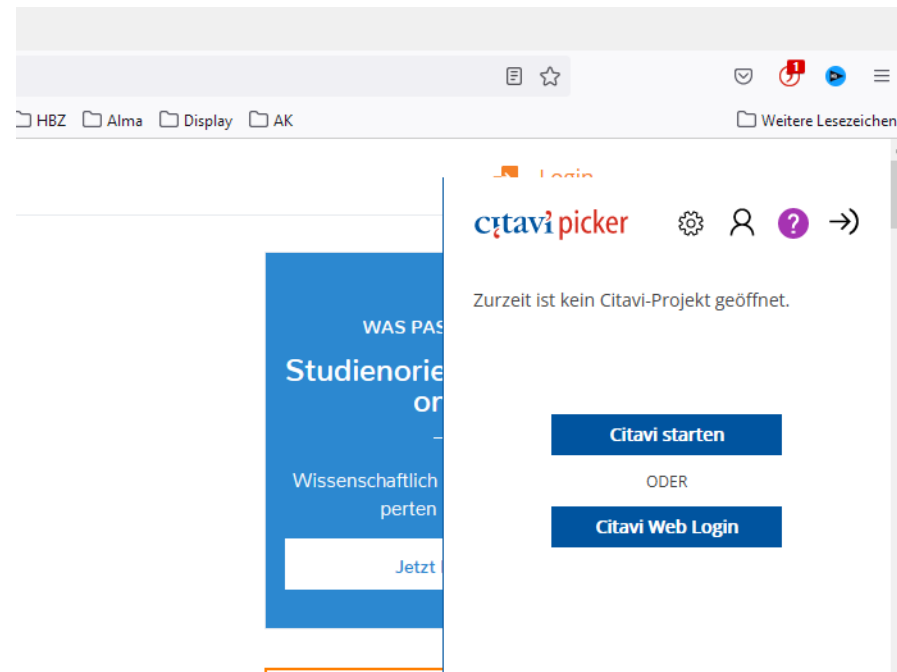 1
HBZ Alma Display AK Weitere Lesezeichen
Login
citavi picker ?
Zurzeit ist kein Citavi-Projekt geöffnet.
WAS PAS
Studienorie
or
Wissenschaftlich
perten
Jetzt
Citavi starten
ODER
Citavi Web Login